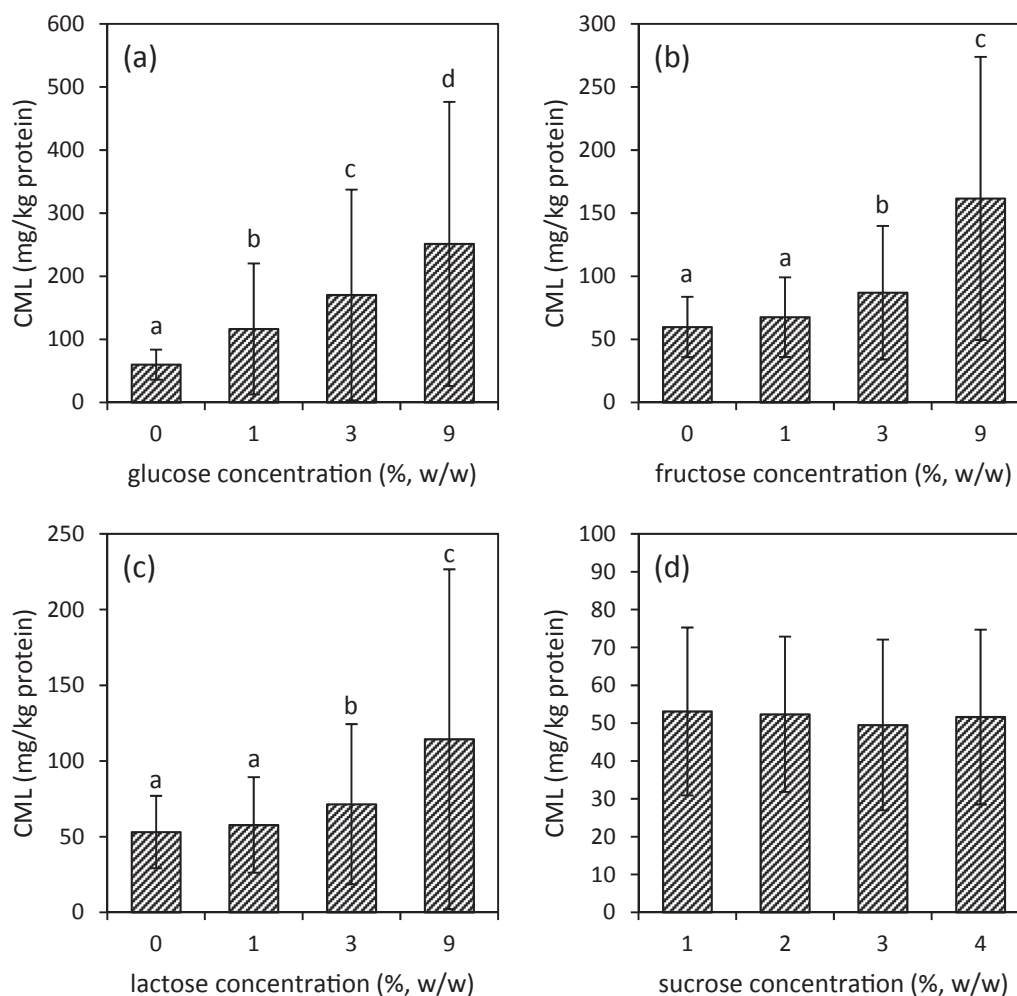 (a)
CML (mg/kg protein)
600
500
400
300
200
100
0
a
b
c
d
0 1 3 9
glucose concentration (%, w/w)
(b)
CML (mg/kg protein)
300
250
200
150
100
50
0
a
a
b
c
0 1 3 9
fructose concentration (%, w/w)
(c)
CML (mg/kg protein)
250
200
150
100
50
0
a
a
b
c
0 1 3 9
lactose concentration (%, w/w)
(d)
CML (mg/kg protein)
100
90
80
70
60
50
40
30
20
10
0
1 2 3 4
sucrose concentration (%, w/w)